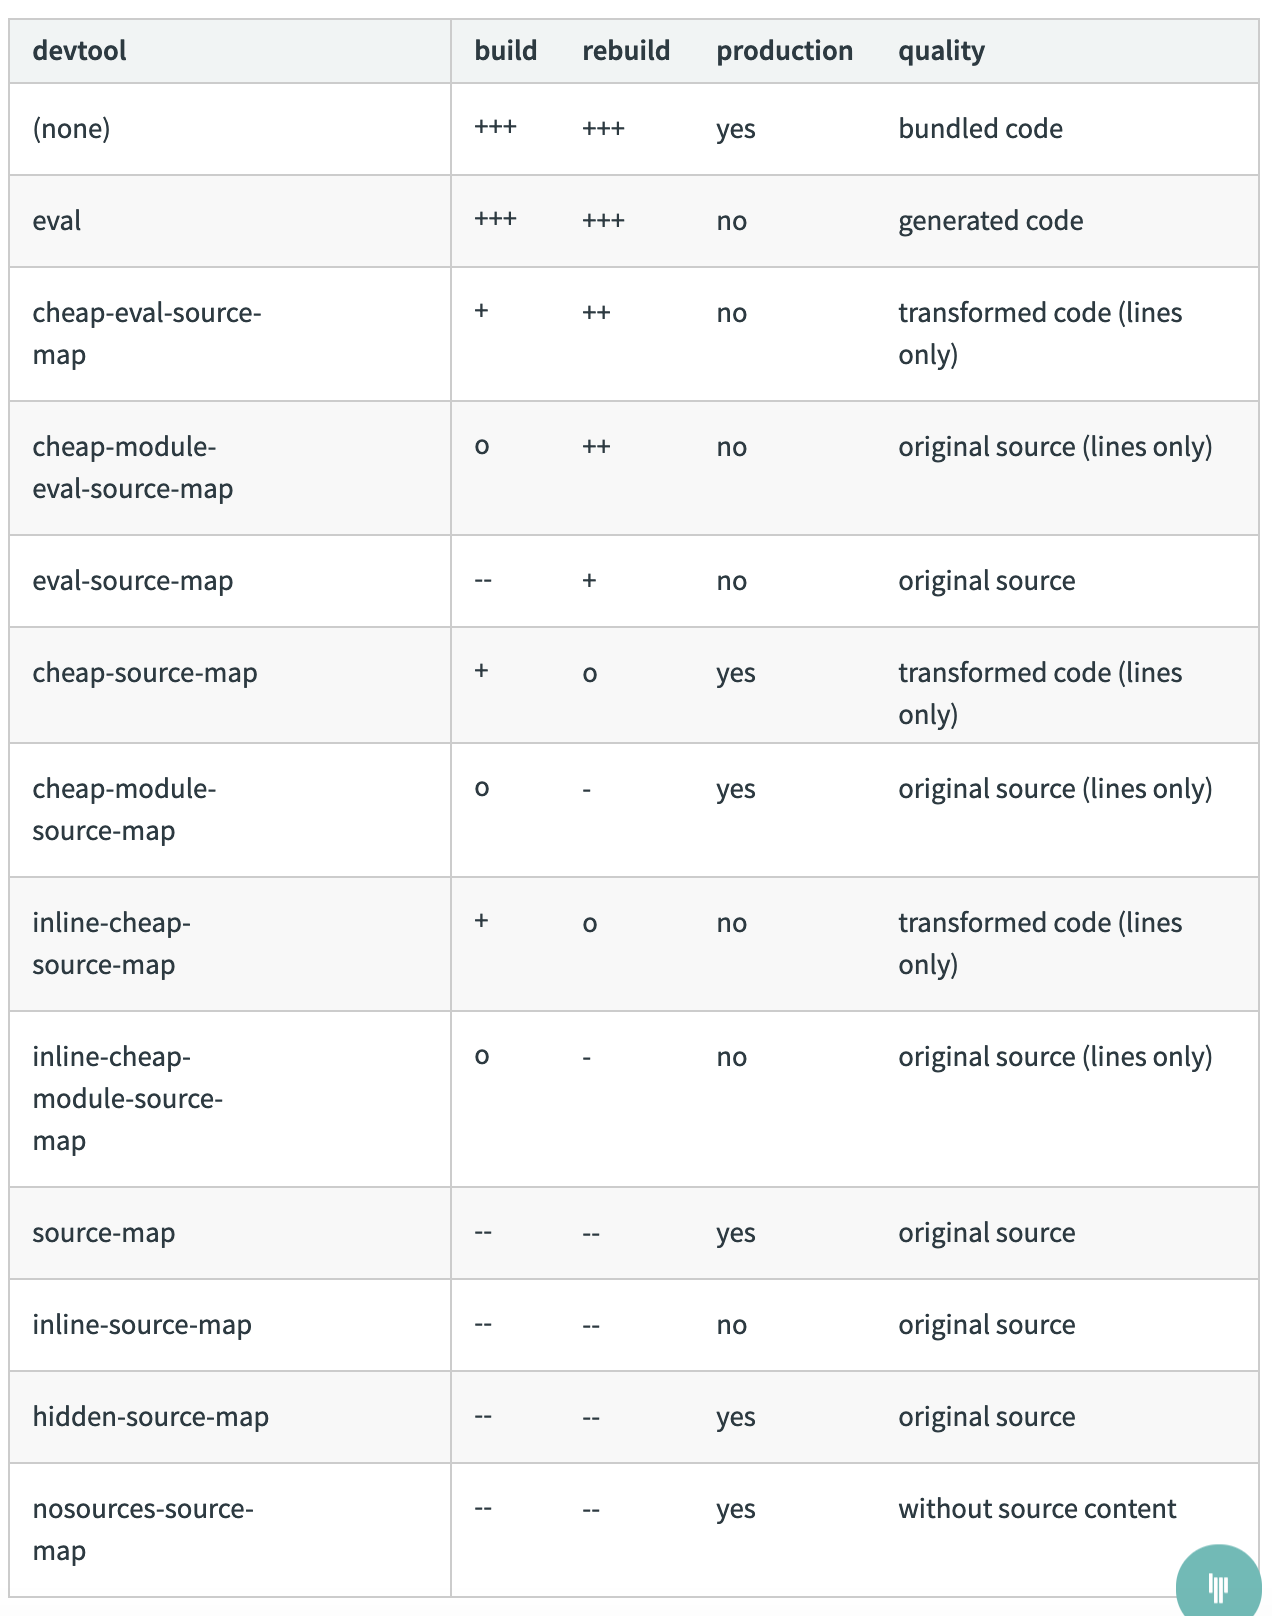 devtool build rebuild production quality
(none) +++ +++ yes bundled code
eval +++ +++ no generated code
cheap-eval-source- + ++ no transformed code (lines
map only)
cheap-module- o ++ no original source (lines only)
eval-source-map
eval-source-map -- + no original source
cheap-source-map + o yes transformed code (lines
only)
cheap-module- o - yes original source (lines only)
source-map
inline-cheap- + o no transformed code (lines
source-map only)
inline-cheap- o - no original source (lines only)
module-source-
map
source-map -- -- yes original source
inline-source-map -- -- no original source
hidden-source-map -- -- yes original source
nosources-source- -- -- yes without source content
map